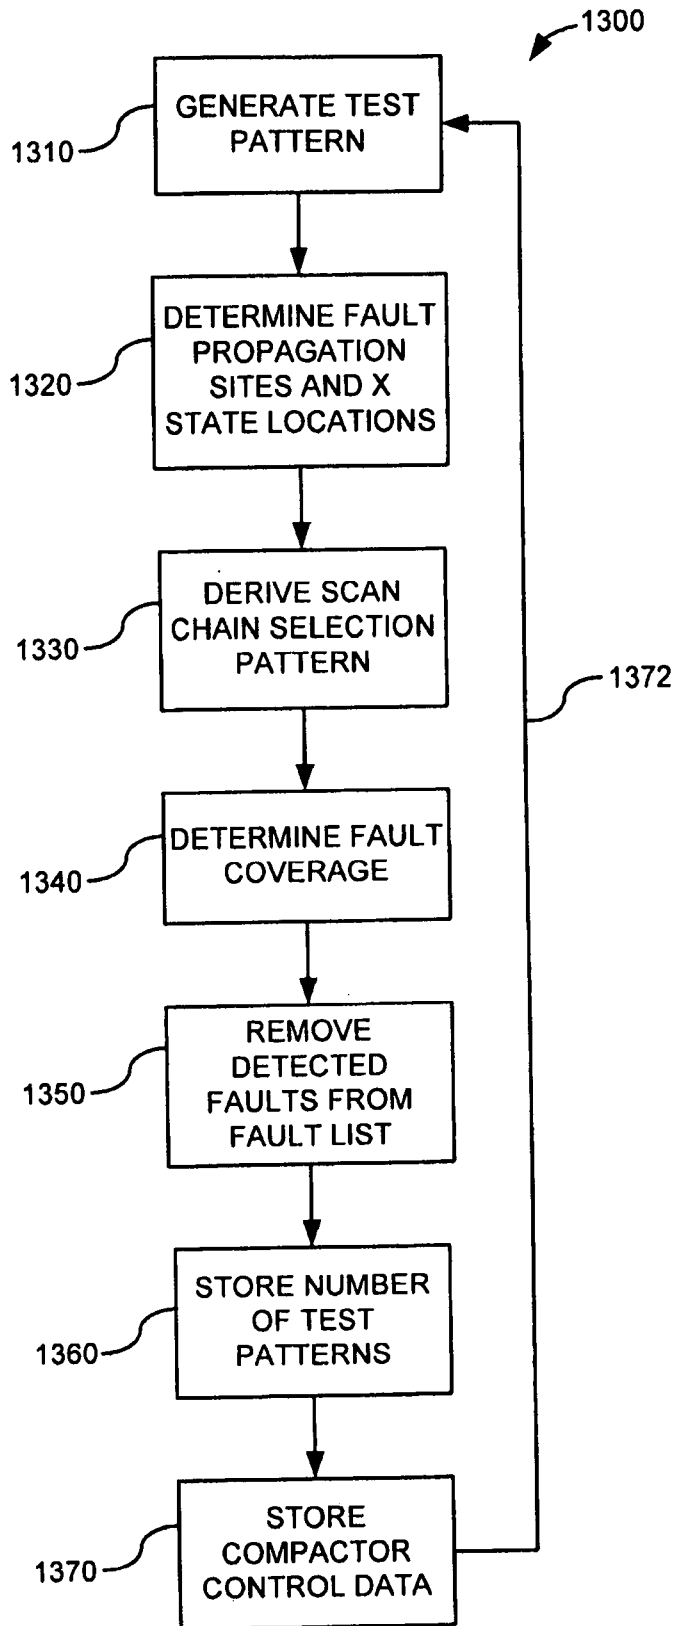 1300
GENERATE TEST
PATTERN
1310
DETERMINE FAULT
PROPAGATION
SITES AND X
STATE LOCATIONS
1320
DERIVE SCAN
CHAIN SELECTION
PATTERN
1330
1372
DETERMINE FAULT
COVERAGE
1340
REMOVE
DETECTED
FAULTS FROM
FAULT LIST
1350
STORE NUMBER
OF TEST
PATTERNS
1360
STORE
COMPACTOR
CONTROL DATA
1370